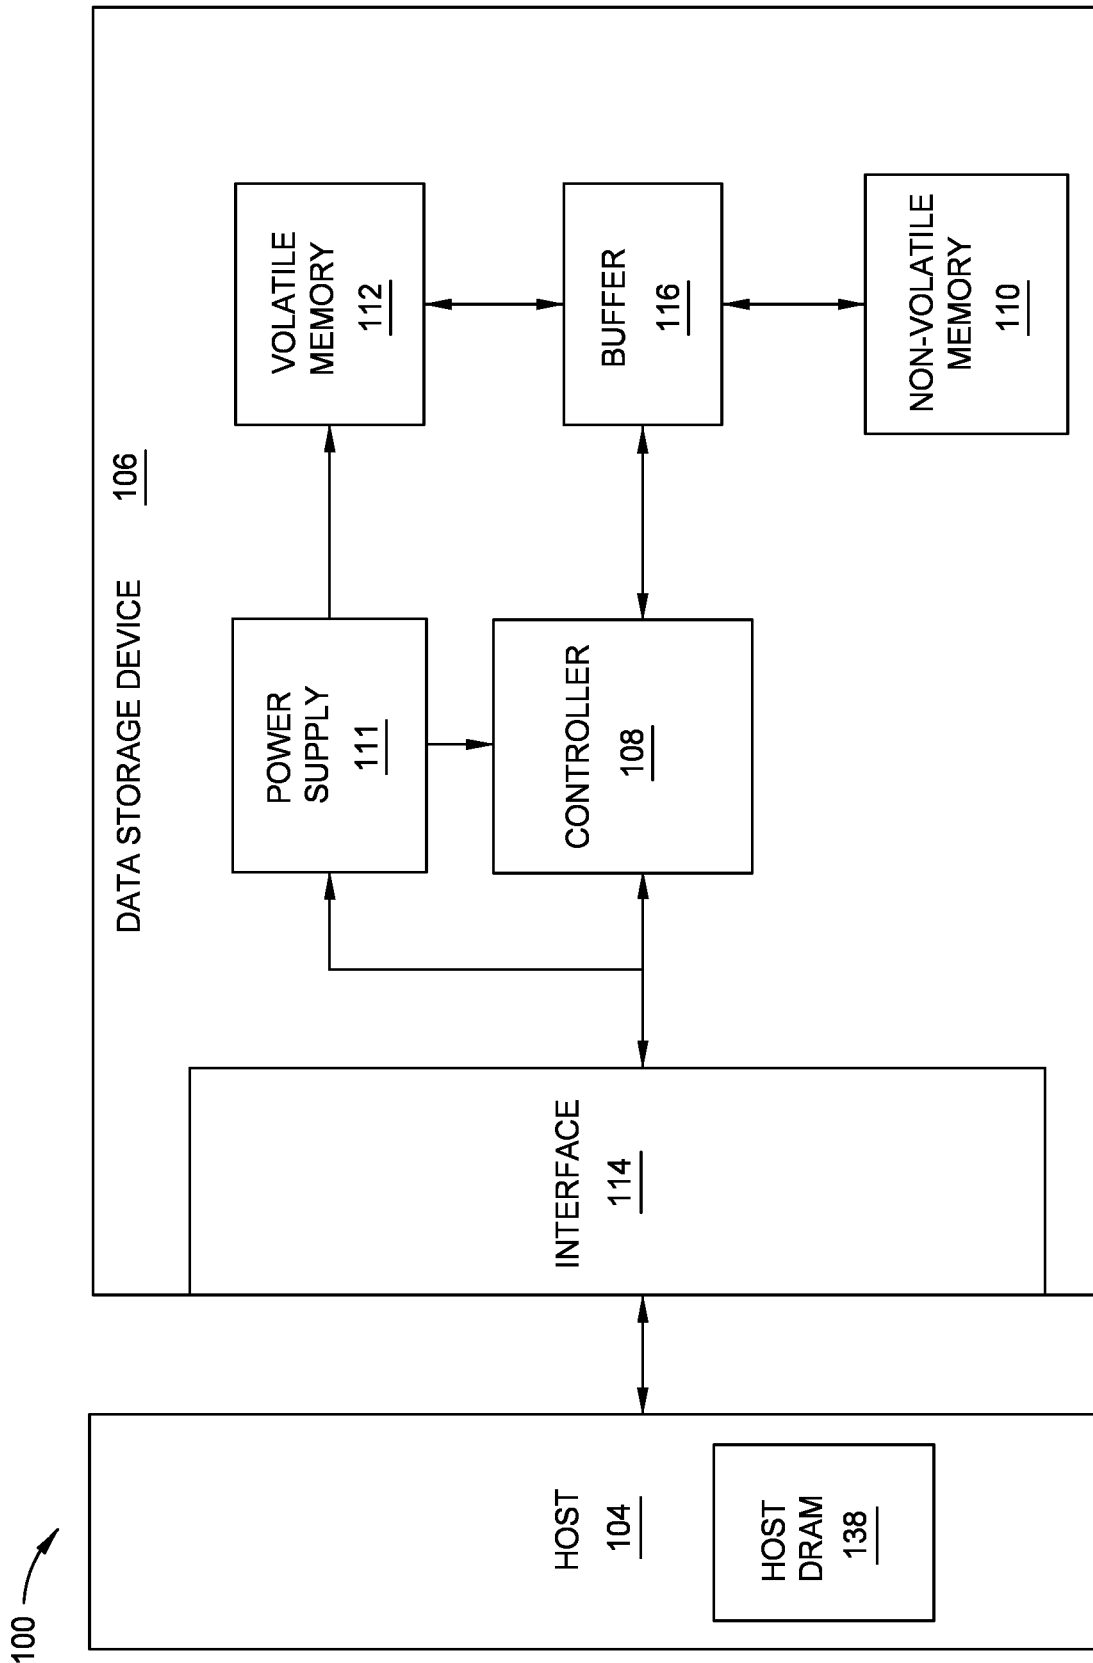 100
HOST
104
HOST
DRAM
138
INTERFACE
114
DATA STORAGE DEVICE 106
POWER
SUPPLY
111
CONTROLLER
108
VOLATILE
MEMORY
112
BUFFER
116
NON-VOLATILE
MEMORY
110